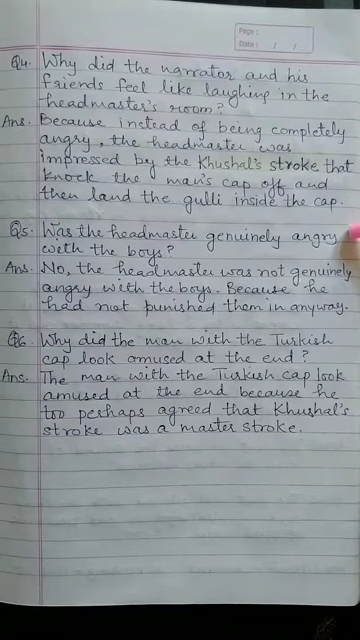 Page:
Date: / /
Q4. Why did the narrator and his
friends feel like laughing in the
headmaster's room?
Ans. Because instead of being completely
angry, the headmaster was
impressed by the Khushal's stroke that
knock the man's cap off and
then land the gulli inside the cap.
Q5. Was the headmaster genuinely angry
with the boys?
Ans. No, the headmaster was not genuinely
angry with the boys. Because he
had not punished them in anyway.
Q6. Why did the man with the Turkish
cap look amused at the end?
Ans. The man with the Turkish cap look
amused at the end because he
too perhaps agreed that Khushal's
stroke was a master stroke.